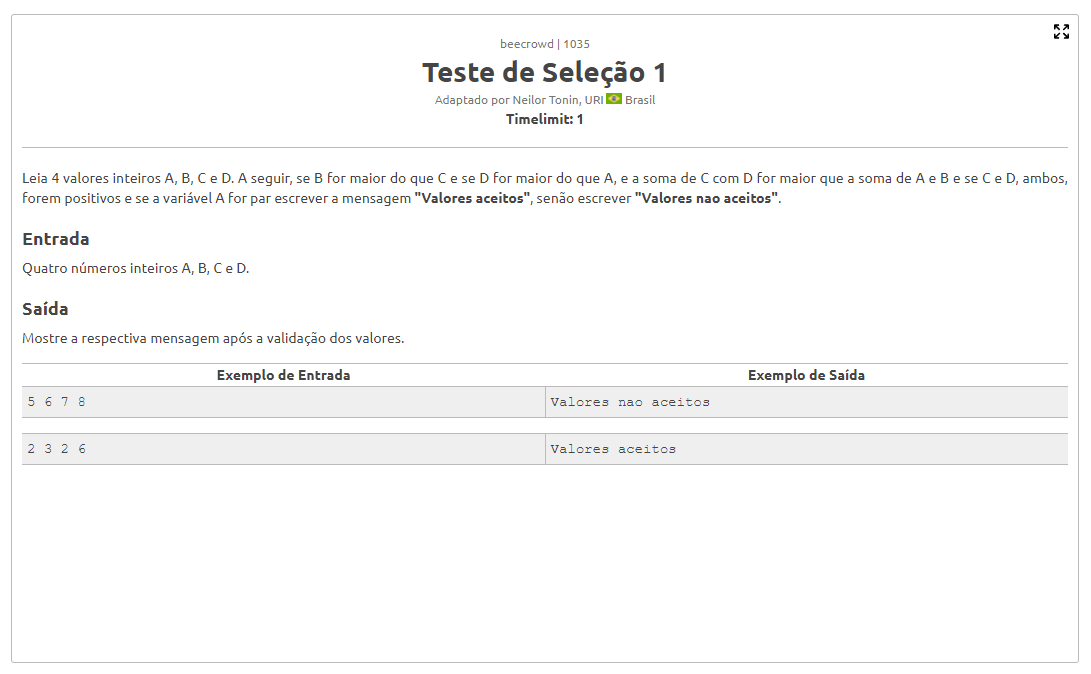 beecrowd | 1035
Teste de Seleção 1
Adaptado por Neilor Tonin, URI Brasil
Timelimit: 1
Leia 4 valores inteiros A, B, C e D. A seguir, se B for maior do que C e se D for maior do que A, e a soma de C com D for maior que a soma de A e B e se C e D, ambos,
forem positivos e se a variável A for par escrever a mensagem "Valores aceitos", senão escrever "Valores nao aceitos".
Entrada
Quatro números inteiros A, B, C e D.
Saída
Mostre a respectiva mensagem após a validação dos valores.
Exemplo de Entrada Exemplo de Saída
5 6 7 8 Valores nao aceitos
2 3 2 6 Valores aceitos